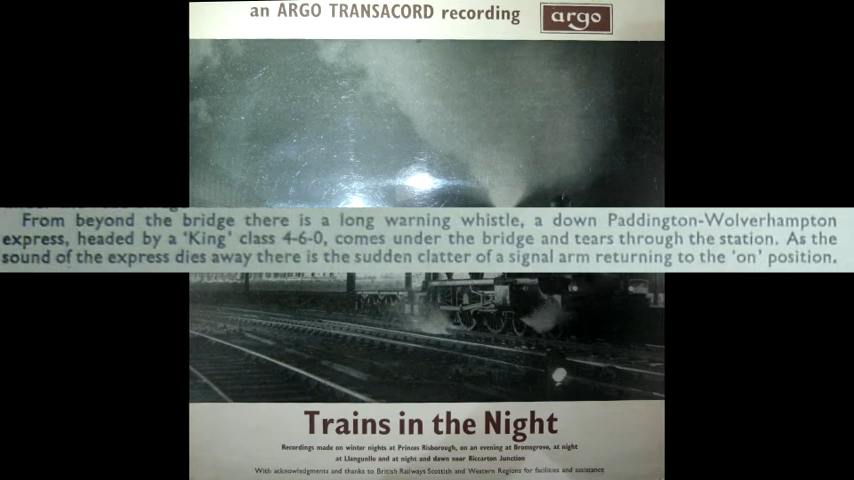 an ARGO TRANSACORD recording
argo
From beyond the bridge there is a long warning whistle, a down Paddington-Wolverhampton
express, headed by a 'King' class 4-6-0, comes under the bridge and tears through the station. As the
sound of the express dies away there is the sudden clatter of a signal arm returning to the 'on' position.
Trains in the Night
Recordings made on winter nights at Princes Risborough, on an evening at Bromsgrove, at night
at Llangunllo and at night and dawn near Riccarton Junction
With acknowledgments and thanks to British Railways Scottish and Western Regions for facilities and assistance